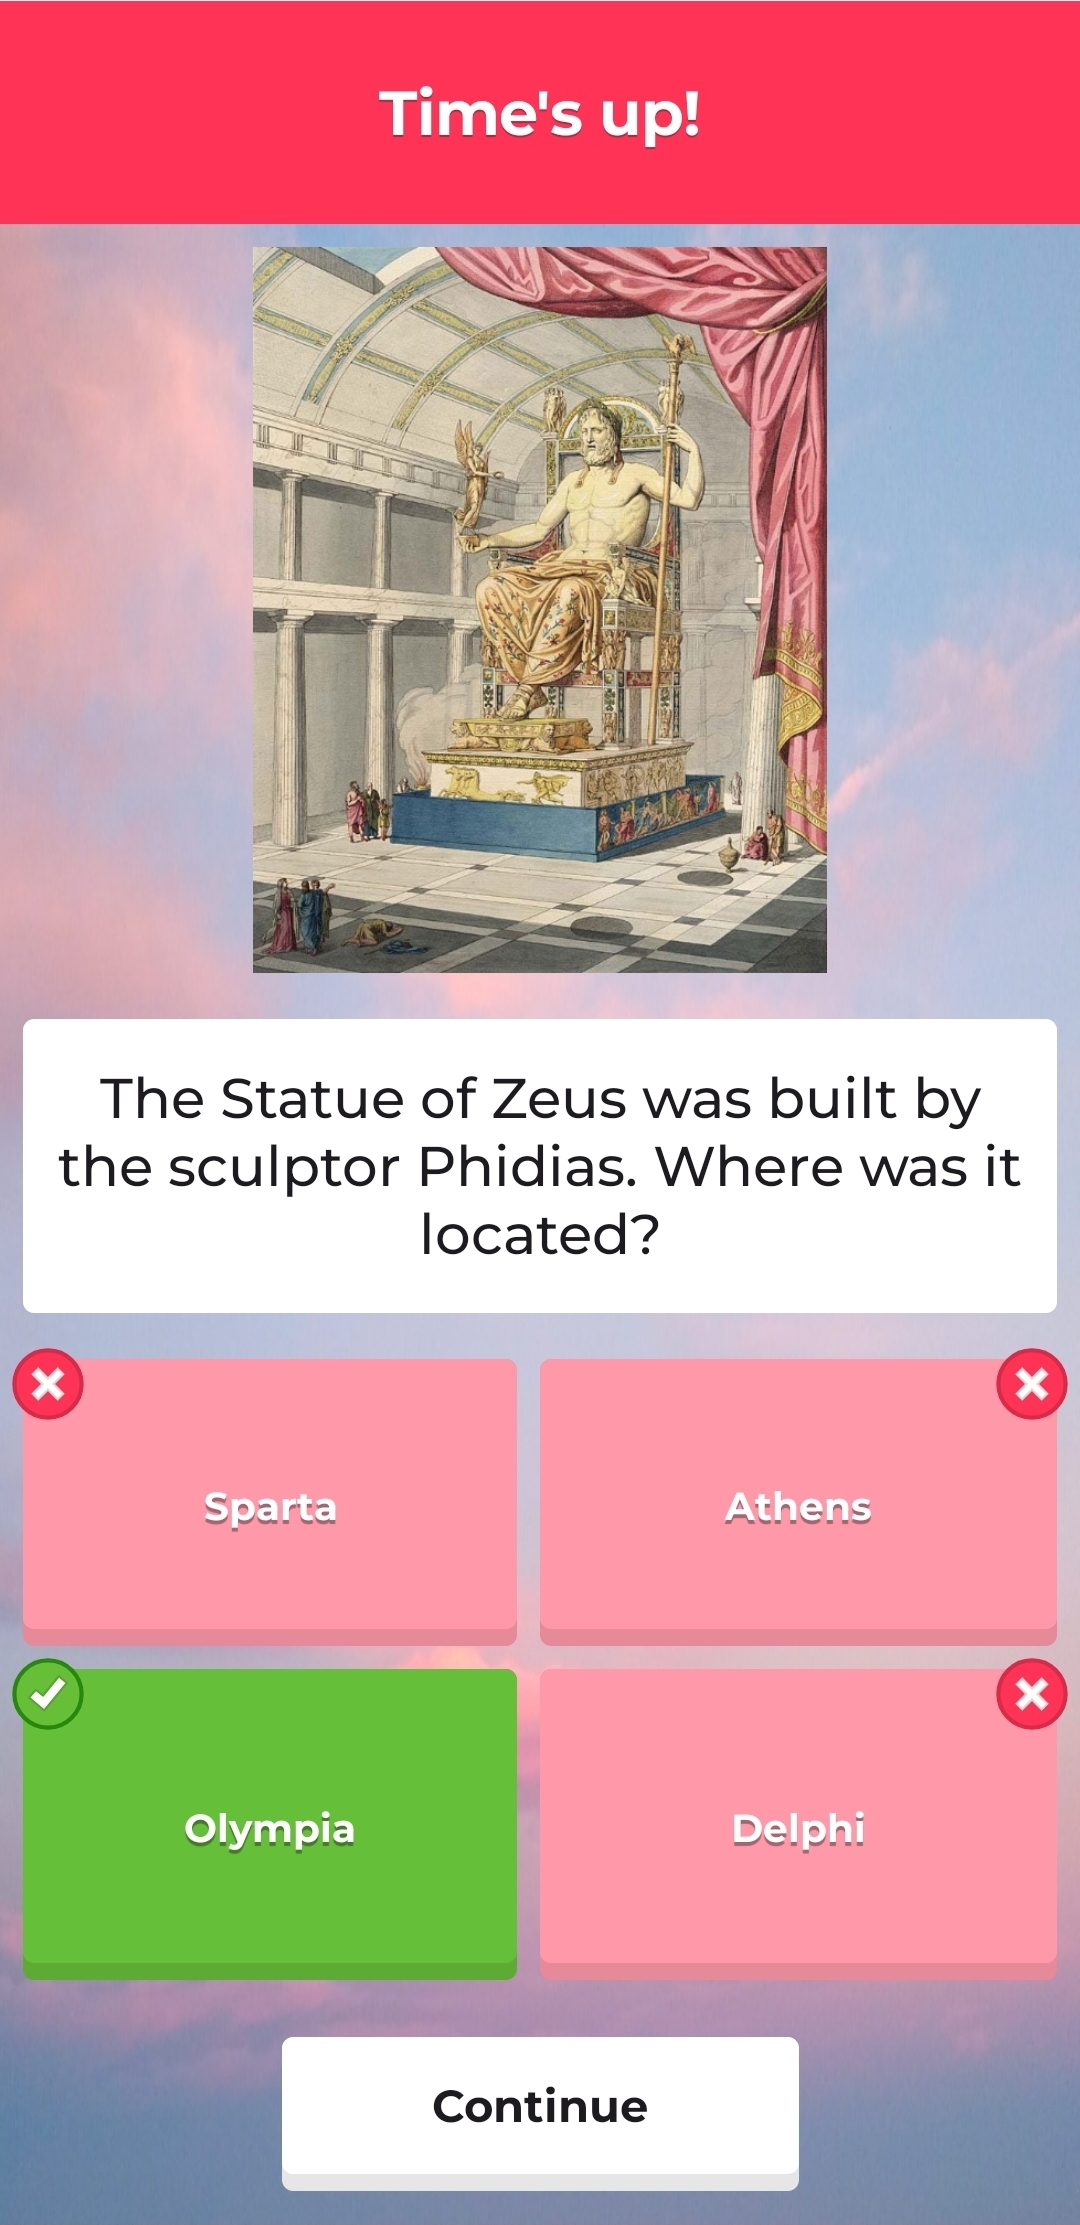 Time's up!
The Statue of Zeus was built by
the sculptor Phidias. Where was it
located?
Sparta
Athens
Olympia
Delphi
Continue